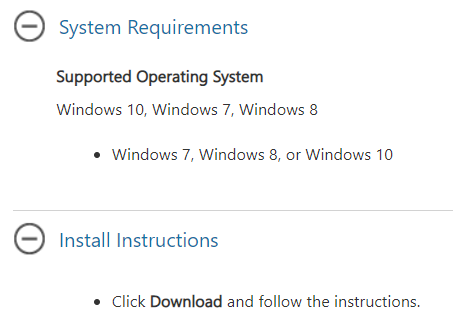 System Requirements
Supported Operating System
Windows 10, Windows 7, Windows 8
• Windows 7, Windows 8, or Windows 10
Install Instructions
• Click Download and follow the instructions.